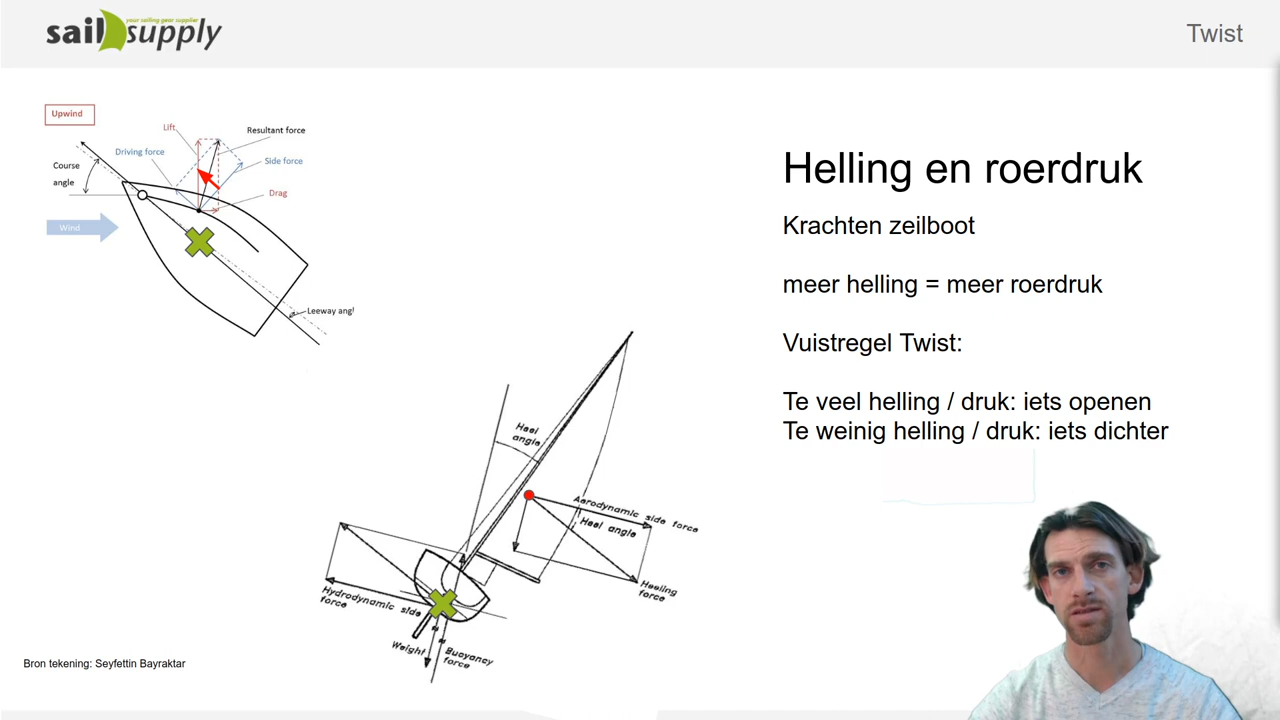 your sailing gear supplier
sail supply
Twist
Upwind
Lift
Resultant force
Driving force
Side force
Course
angle
Drag
Wind
Leeway angl
Helling en roerdruk
Krachten zeilboot
meer helling = meer roerdruk
Vuistregel Twist:
Te veel helling / druk: iets openen
Te weinig helling / druk: iets dichter
Heel
angle
Aerodynamic side force
Heel angle
Heeling
force
Hydrodynamic side
force
Weight
Buoyancy
force
Bron tekening: Seyfettin Bayraktar